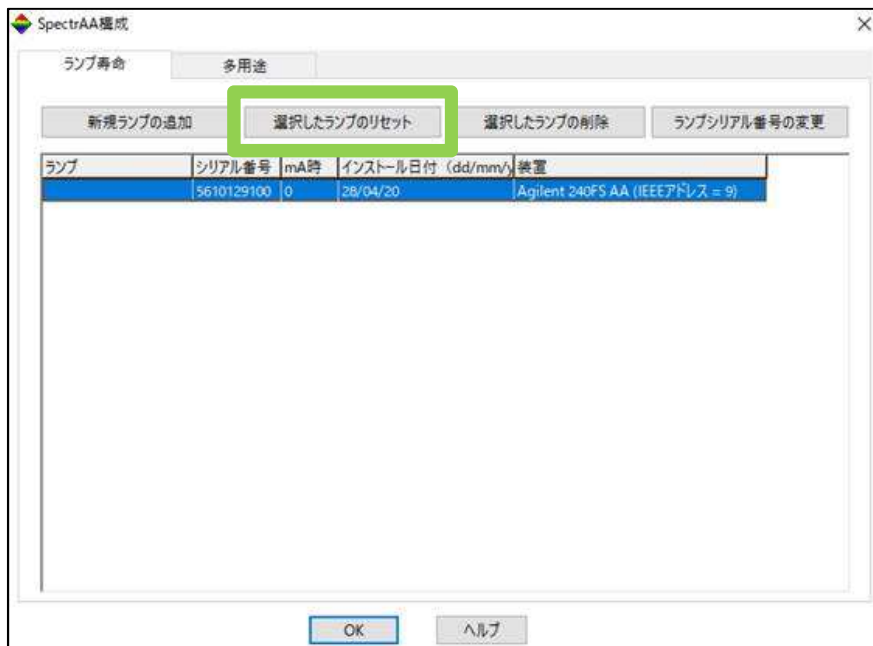 SpectrAA構成
ランプ寿命 多用途
新規ランプの追加 選択したランプのリセット 選択したランプの削除 ランプシリアル番号の変更
ランプ シリアル番号 mA時 インストール日付 (dd/mm/y 装置
5610129100 0 28/04/20 Agilent 240FS AA (IEEEアドレス = 9)
OK ヘルプ